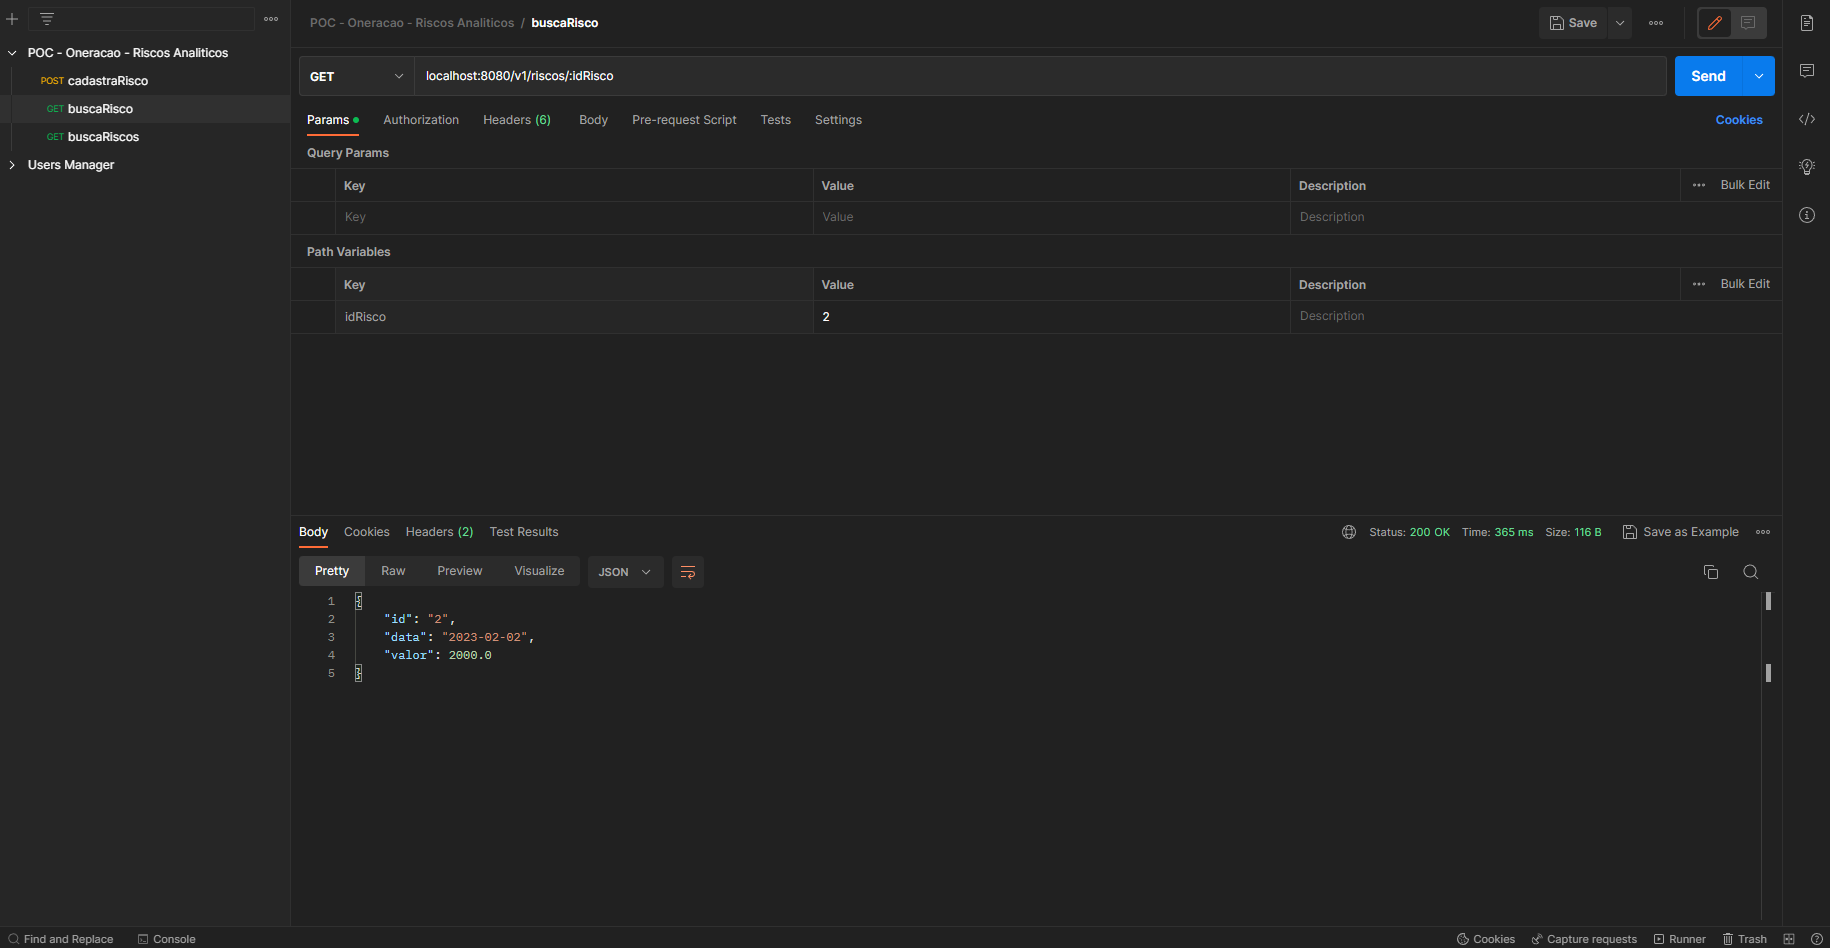 POC - Oneracao - Riscos Analiticos
POST cadastraRisco
GET buscaRisco
GET buscaRiscos
Users Manager
POC - Oneracao - Riscos Analiticos / buscaRisco
Save
GET localhost:8080/v1/riscos/:idRisco
Send
Params Authorization Headers (6) Body Pre-request Script Tests Settings
Cookies
Query Params
Key Value Description Bulk Edit
Key Value Description
Path Variables
Key Value Description Bulk Edit
idRisco 2 Description
Body Cookies Headers (2) Test Results
Status: 200 OK Time: 365 ms Size: 116 B Save as Example
Pretty Raw Preview Visualize JSON
1 {
2 "id": "2",
3 "data": "2023-02-02",
4 "valor": 2000.0
5 }
Find and Replace Console
Cookies Capture requests Runner Trash